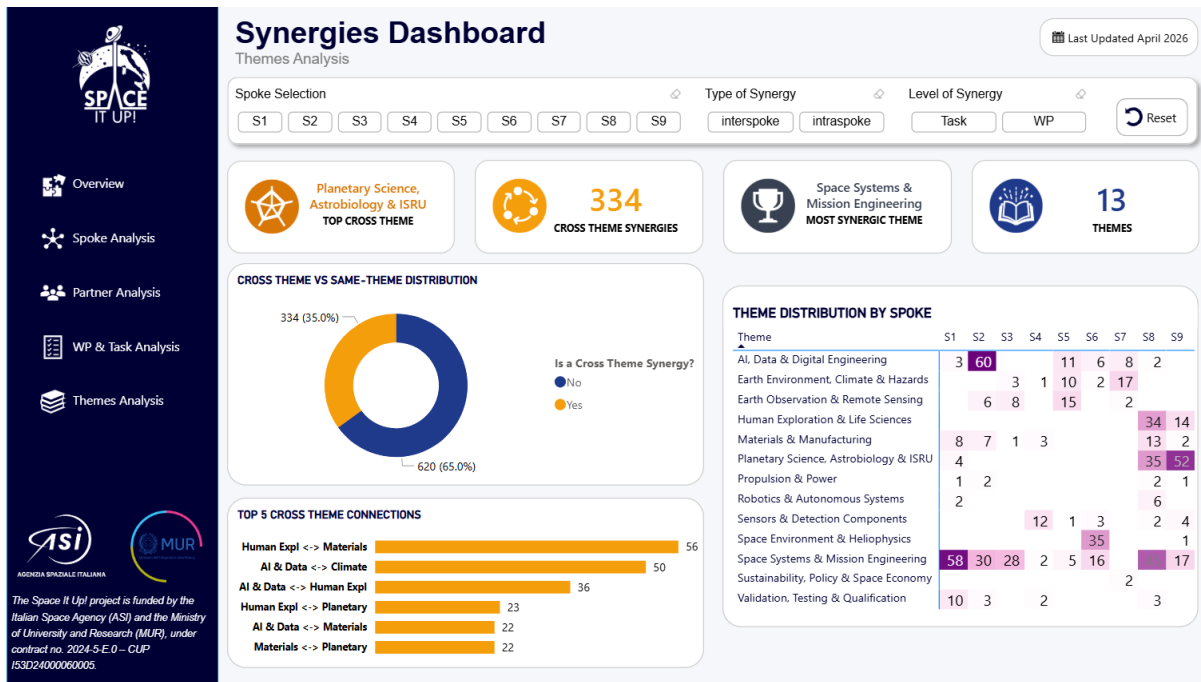 SPACE
IT UP!
Overview
Spoke Analysis
Partner Analysis
WP & Task Analysis
Themes Analysis
ASI
AGENZIA SPAZIALE ITALIANA
MUR
The Space It Up! project is funded by the
Italian Space Agency (ASI) and the Ministry
of University and Research (MUR), under
contract no. 2024-5-E.0 – CUP
I53D24000060005.
Synergies Dashboard
Themes Analysis
Last Updated April 2026
Spoke Selection
S1 S2 S3 S4 S5 S6 S7 S8 S9
Type of Synergy
interspoke intraspoke
Level of Synergy
Task WP
Reset
Planetary Science,
Astrobiology & ISRU
TOP CROSS THEME
334
CROSS THEME SYNERGIES
Space Systems &
Mission Engineering
MOST SYNERGIC THEME
13
THEMES
CROSS THEME VS SAME-THEME DISTRIBUTION
334 (35.0%)
620 (65.0%)
Is a Cross Theme Synergy?
No
Yes
TOP 5 CROSS THEME CONNECTIONS
Human Expl <-> Materials 56
AI & Data <-> Climate 50
AI & Data <-> Human Expl 36
Human Expl <-> Planetary 23
AI & Data <-> Materials 22
Materials <-> Planetary 22
THEME DISTRIBUTION BY SPOKE
Theme S1 S2 S3 S4 S5 S6 S7 S8 S9
AI, Data & Digital Engineering 3 60 11 6 8 2
Earth Environment, Climate & Hazards 3 1 10 2 17
Earth Observation & Remote Sensing 6 8 15 2
Human Exploration & Life Sciences 34 14
Materials & Manufacturing 8 7 1 3 13 2
Planetary Science, Astrobiology & ISRU 4 35 52
Propulsion & Power 1 2 2 1
Robotics & Autonomous Systems 2 6
Sensors & Detection Components 12 1 3 2 4
Space Environment & Heliophysics 35 1
Space Systems & Mission Engineering 58 30 28 2 5 16 17
Sustainability, Policy & Space Economy 2
Validation, Testing & Qualification 10 3 2 3